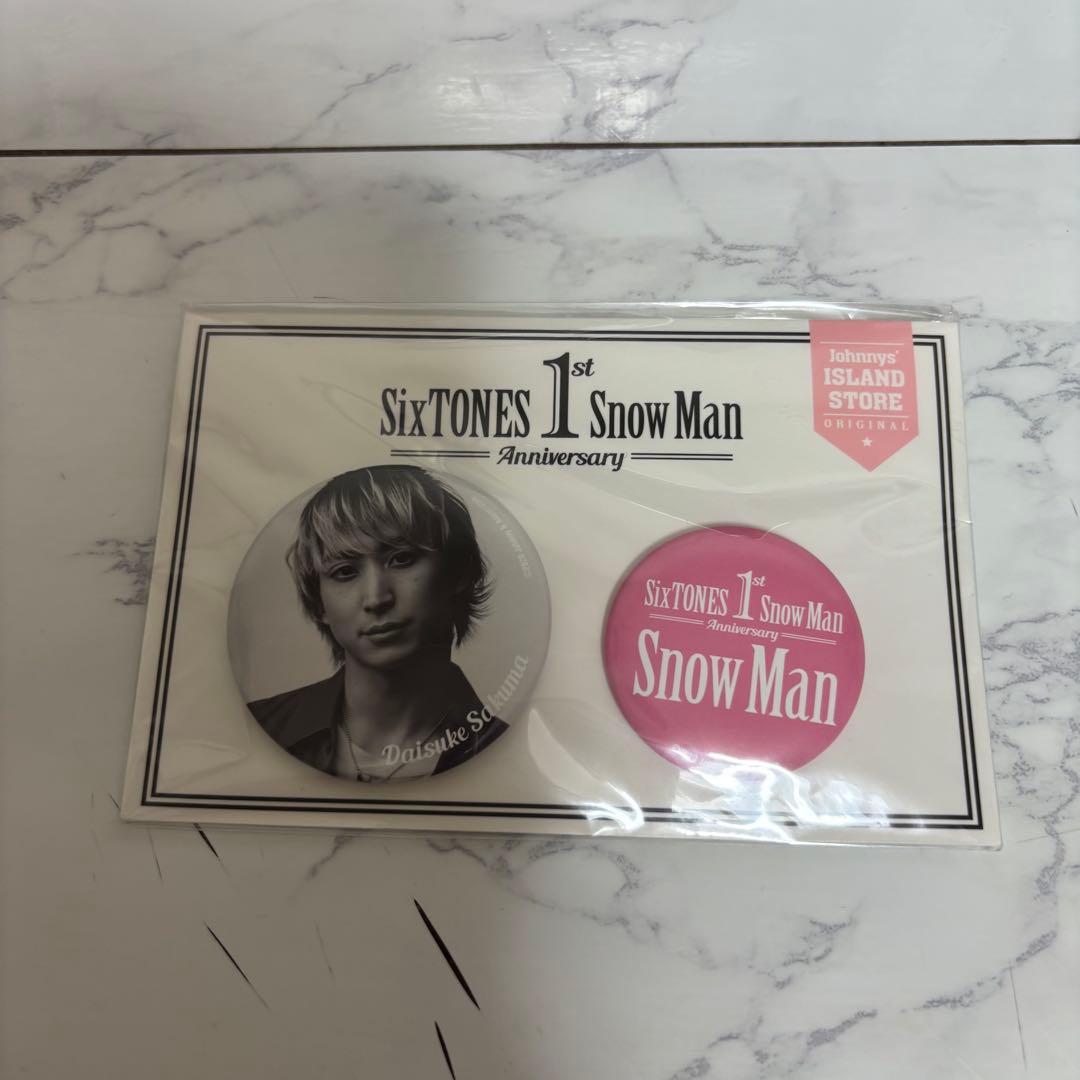 SixTONES 1st Snow Man
Anniversary
Johnnys'
ISLAND
STORE
ORIGINAL
Daisuke Sakuma
SixTONES 1st Snow Man
Anniversary
Snow Man